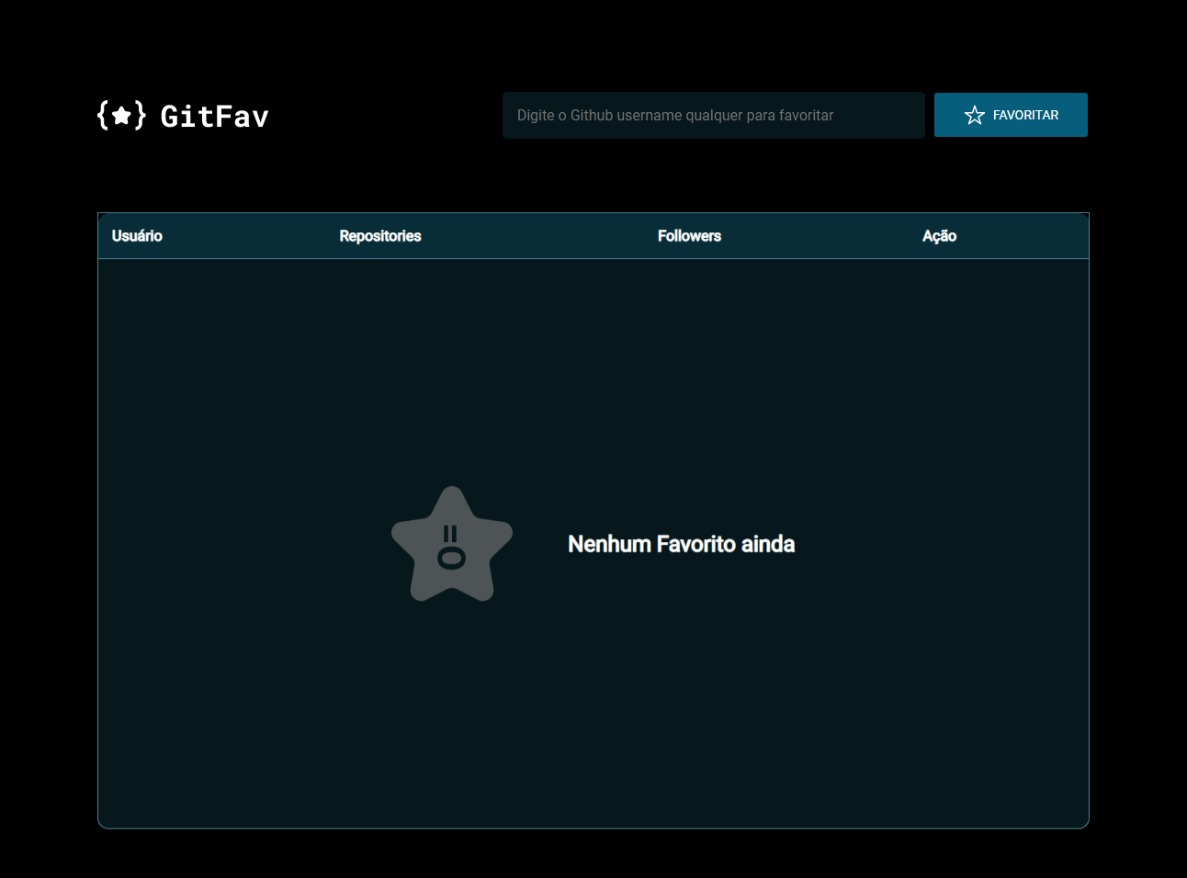 {★} GitFav
Digite o Github username qualquer para favoritar
FAVORITAR
Usuário Repositories Followers Ação
Nenhum Favorito ainda